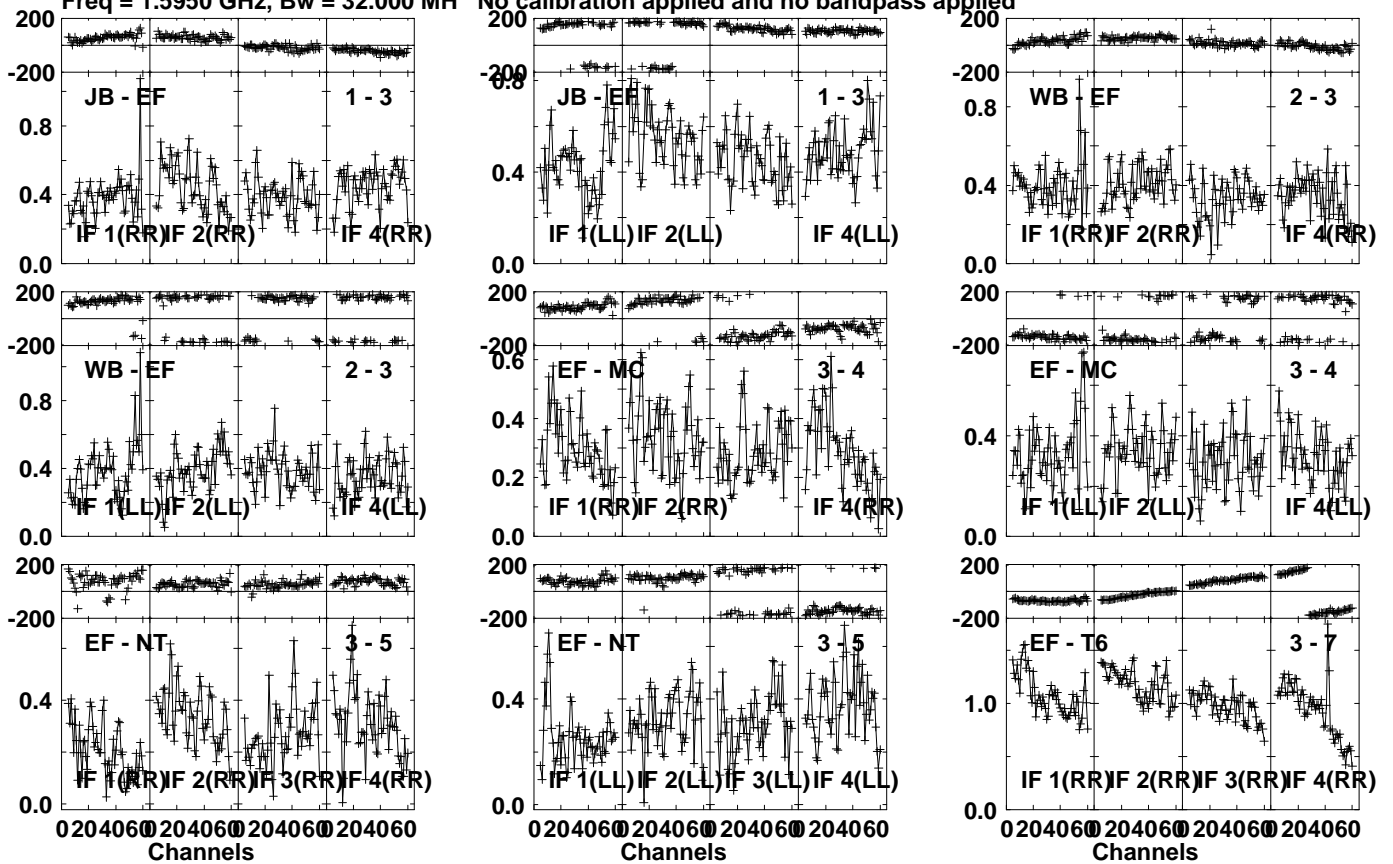 Freq = 1.5950 GHz, Bw = 32.000 MH No calibration applied and no bandpass applied
200
-200
JB - EF 1 - 3
0.8
0.4
IF 1(RR) IF 2(RR) IF 4(RR)
0.0
200
-200
0.8
JB - EF 1 - 3
0.4
IF 1(LL) IF 2(LL) IF 4(LL)
0.0
200
-200
WB - EF 2 - 3
0.8
0.4
IF 1(RR) IF 2(RR) IF 4(RR)
0.0
200
-200
WB - EF 2 - 3
0.8
0.4
IF 1(LL) IF 2(LL) IF 4(LL)
0.0
200
-200
0.6
EF - MC 3 - 4
0.4
0.2
IF 1(RR) IF 2(RR) IF 4(RR)
0.0
200
-200
EF - MC 3 - 4
0.4
IF 1(LL) IF 2(LL) IF 4(LL)
0.0
200
-200
EF - NT 3 - 5
0.4
IF 1(RR) IF 2(RR) IF 3(RR) IF 4(RR)
0.0
0 20 40 60 0 20 40 60 0 20 40 60 0 20 40 60
Channels
200
-200
EF - NT 3 - 5
0.4
IF 1(LL) IF 2(LL) IF 3(LL) IF 4(LL)
0.0
0 20 40 60 0 20 40 60 0 20 40 60 0 20 40 60
Channels
200
-200
EF - T6 3 - 7
1.0
IF 1(RR) IF 2(RR) IF 3(RR) IF 4(RR)
0.0
0 20 40 60 0 20 40 60 0 20 40 60 0 20 40 60
Channels